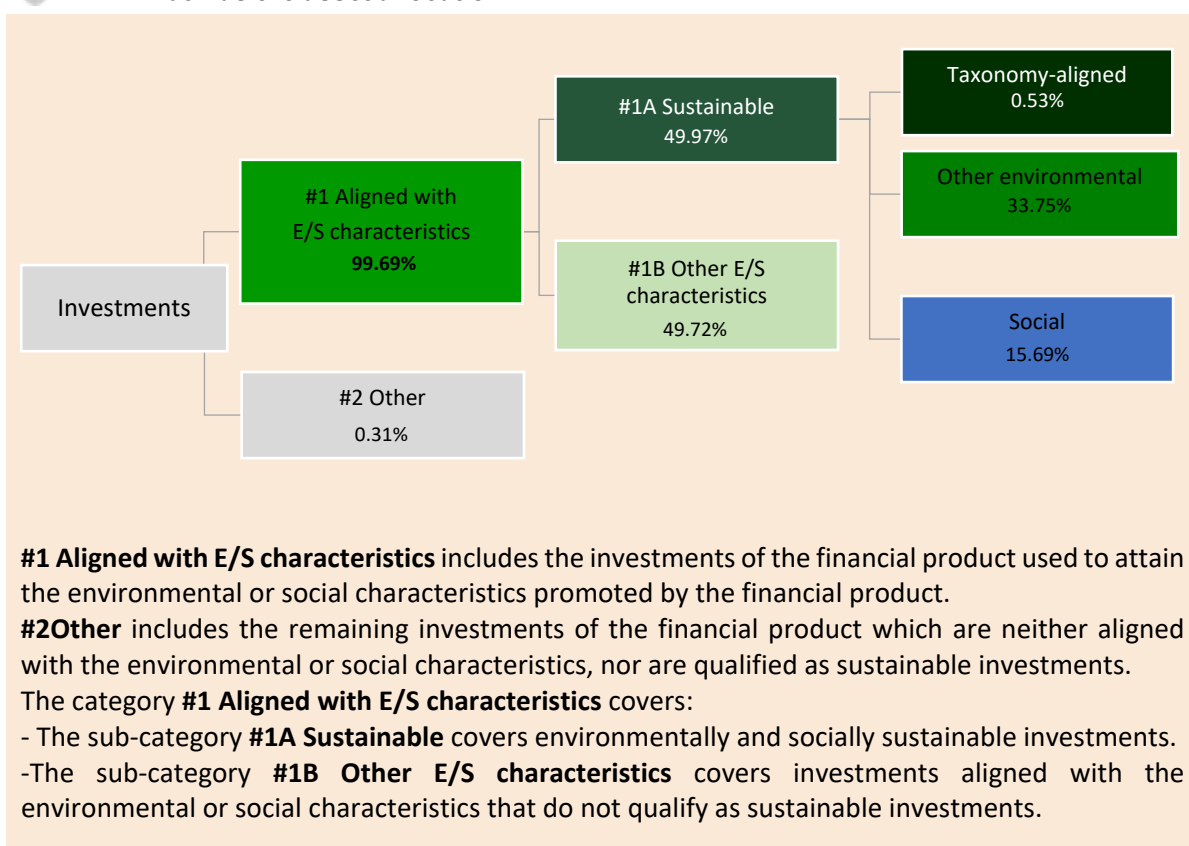 Taxonomy-aligned
0.53%
#1A Sustainable
49.97%
Other environmental
33.75%
#1 Aligned with
E/S characteristics
99.69%
#1B Other E/S
characteristics
49.72%
Investments
Social
15.69%
#2 Other
0.31%
#1 Aligned with E/S characteristics includes the investments of the financial product used to attain
the environmental or social characteristics promoted by the financial product.
#2Other includes the remaining investments of the financial product which are neither aligned
with the environmental or social characteristics, nor are qualified as sustainable investments.
The category #1 Aligned with E/S characteristics covers:
- The sub-category #1A Sustainable covers environmentally and socially sustainable investments.
-The sub-category #1B Other E/S characteristics covers investments aligned with the
environmental or social characteristics that do not qualify as sustainable investments.